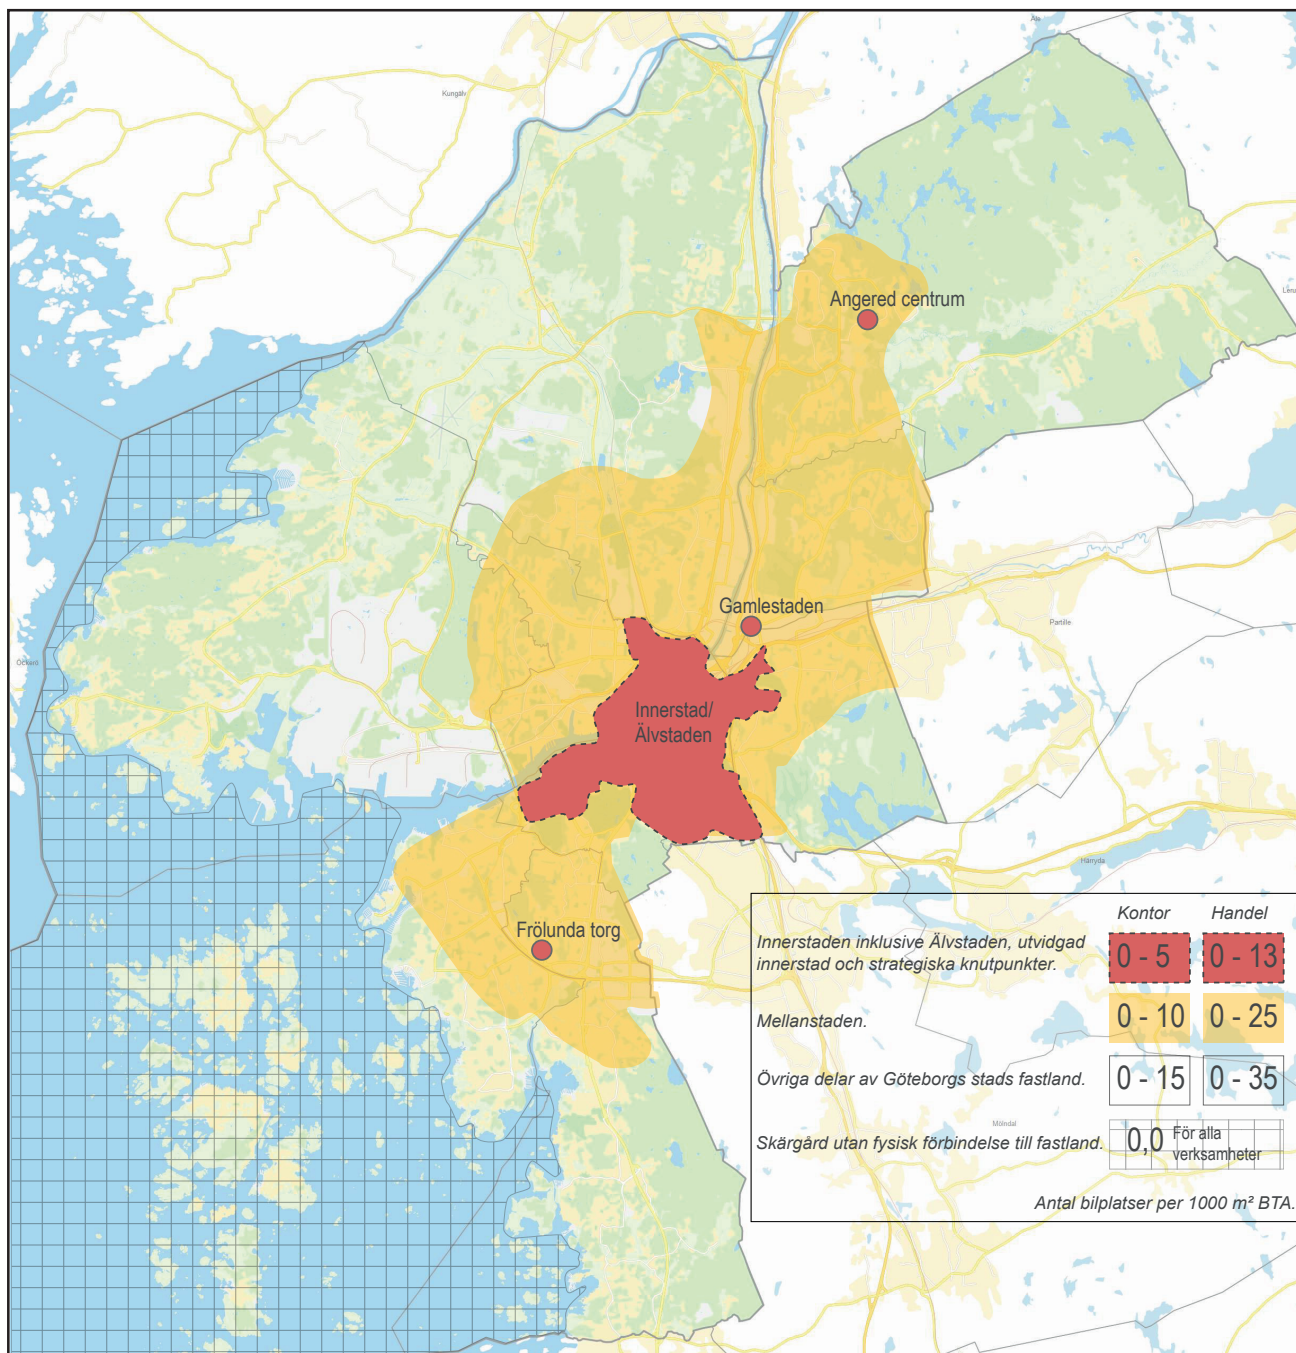 Ale
Kungälv
Lerum
Angered centrum
Gamlestaden
Partille
Öckerö
Innerstad/
Älvstaden
Härryda
Frölunda torg
Kontor Handel
Innerstaden inklusive Älvstaden, utvidgad
innerstad och strategiska knutpunkter.
0 - 5 0 - 13
Mellanstaden.
0 - 10 0 - 25
Övriga delar av Göteborgs stads fastland.
0 - 15 0 - 35
Mölndal
Skärgård utan fysisk förbindelse till fastland.
0,0 För alla
verksamheter
Antal bilplatser per 1000 m² BTA.